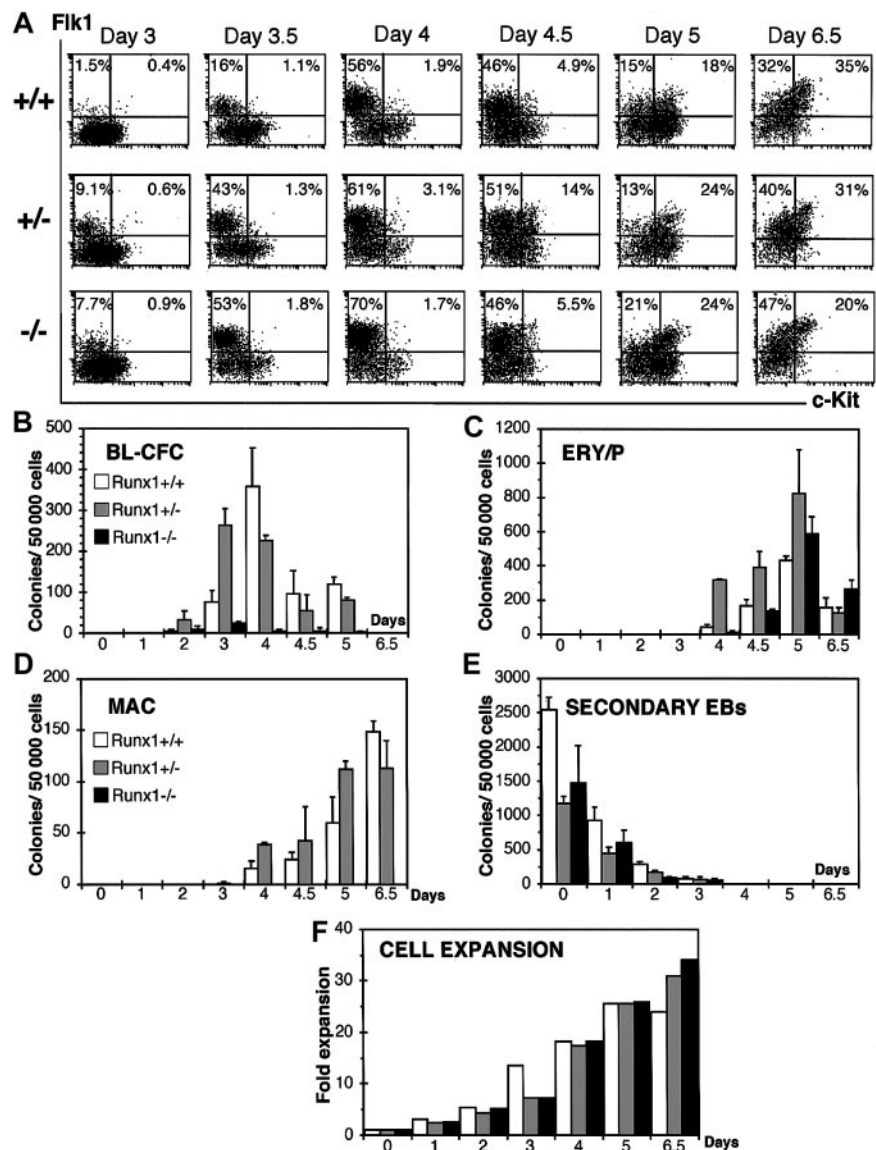 A
Flk1
Day 3 Day 3.5 Day 4 Day 4.5 Day 5 Day 6.5
+/+
1.5% 0.4% 16% 1.1% 56% 1.9% 46% 4.9% 15% 18% 32% 35%
+/-
9.1% 0.6% 43% 1.3% 61% 3.1% 51% 14% 13% 24% 40% 31%
-/-
7.7% 0.9% 53% 1.8% 70% 1.7% 46% 5.5% 21% 24% 47% 20%
c-Kit
B
BL-CFC
Runx1+/+
Runx1+/-
Runx1-/-
Colonies/ 50 000 cells
500
400
300
200
100
0
Days
0 1 2 3 4 4.5 5 6.5
C
ERY/P
Colonies/ 50 000 cells
1200
1000
800
600
400
200
0
Days
0 1 2 3 4 4.5 5 6.5
D
MAC
Runx1+/+
Runx1+/-
Runx1-/-
Colonies/ 50 000 cells
200
150
100
50
0
0 1 2 3 4 4.5 5 6.5 Days
E
SECONDARY EBs
Colonies/ 50 000 cells
3000
2500
2000
1500
1000
500
0
Days
0 1 2 3 4 5 6.5
F
CELL EXPANSION
Fold expansion
40
30
20
10
0
0 1 2 3 4 5 6.5 Days